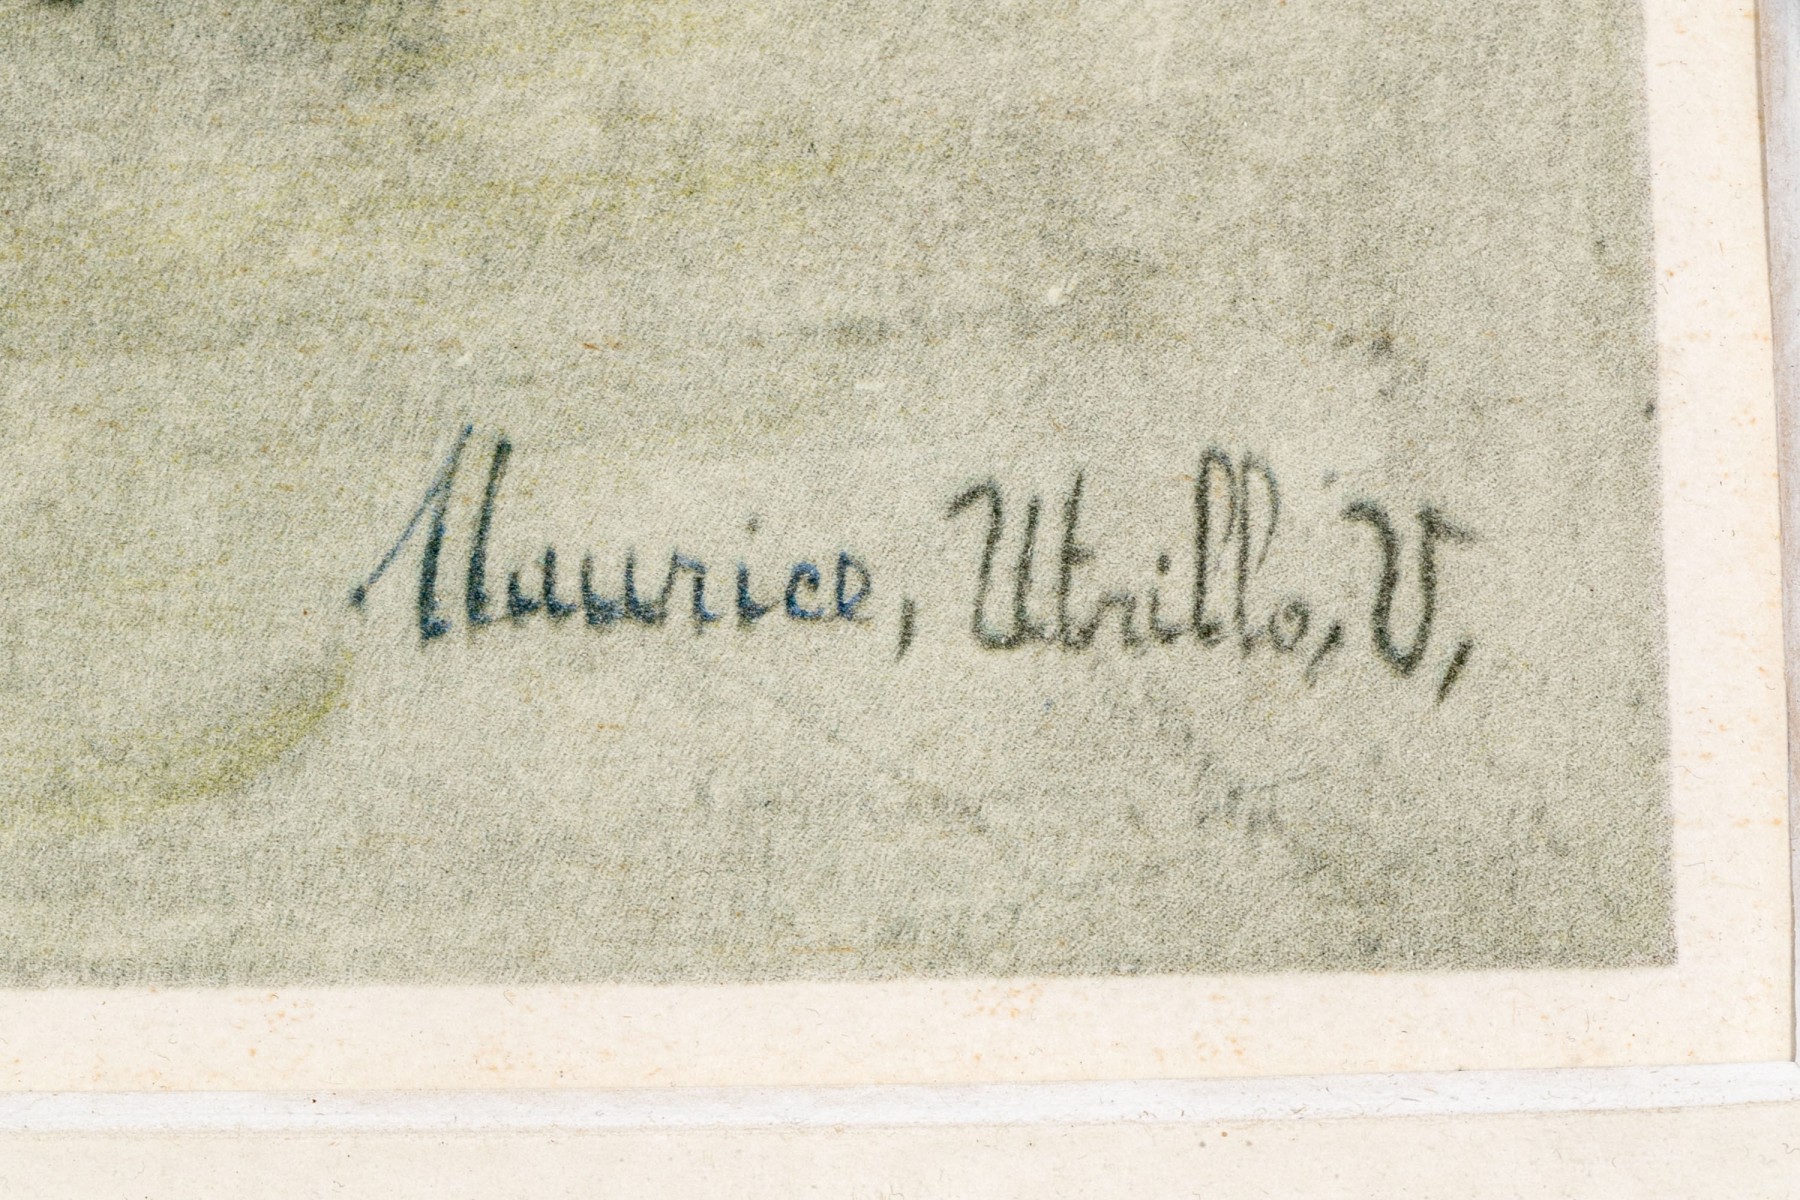 Maurice, Utrillo, V,